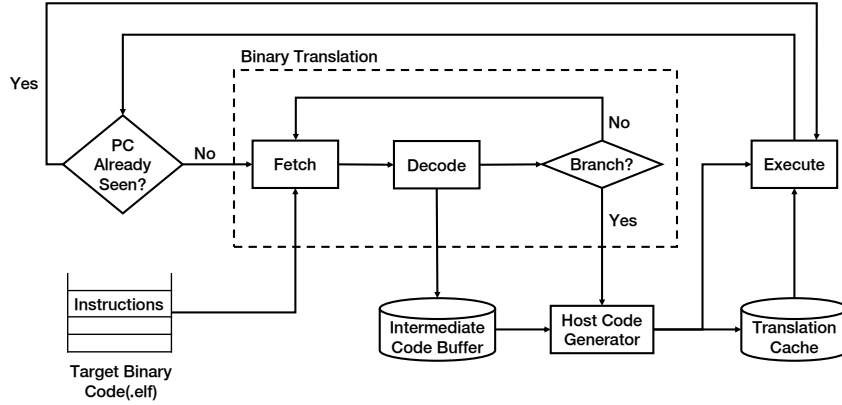 Binary Translation
Yes
PC
Already
Seen?
No
Fetch
Decode
Branch?
No
Execute
Yes
Instructions
Intermediate
Code Buffer
Host Code
Generator
Translation
Cache
Target Binary
Code(.elf)